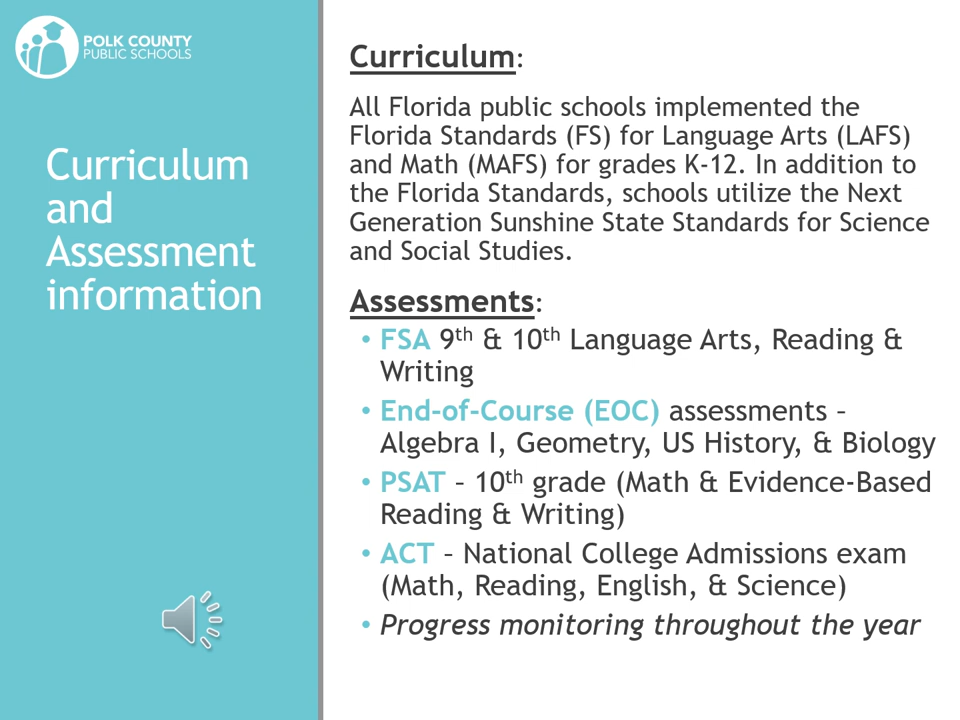 POLK COUNTY
PUBLIC SCHOOLS
Curriculum
and
Assessment
information
Curriculum:
All Florida public schools implemented the
Florida Standards (FS) for Language Arts (LAFS)
and Math (MAFS) for grades K-12. In addition to
the Florida Standards, schools utilize the Next
Generation Sunshine State Standards for Science
and Social Studies.
Assessments:
• FSA 9th & 10th Language Arts, Reading &
Writing
• End-of-Course (EOC) assessments –
Algebra I, Geometry, US History, & Biology
• PSAT – 10th grade (Math & Evidence-Based
Reading & Writing)
• ACT – National College Admissions exam
(Math, Reading, English, & Science)
• Progress monitoring throughout the year